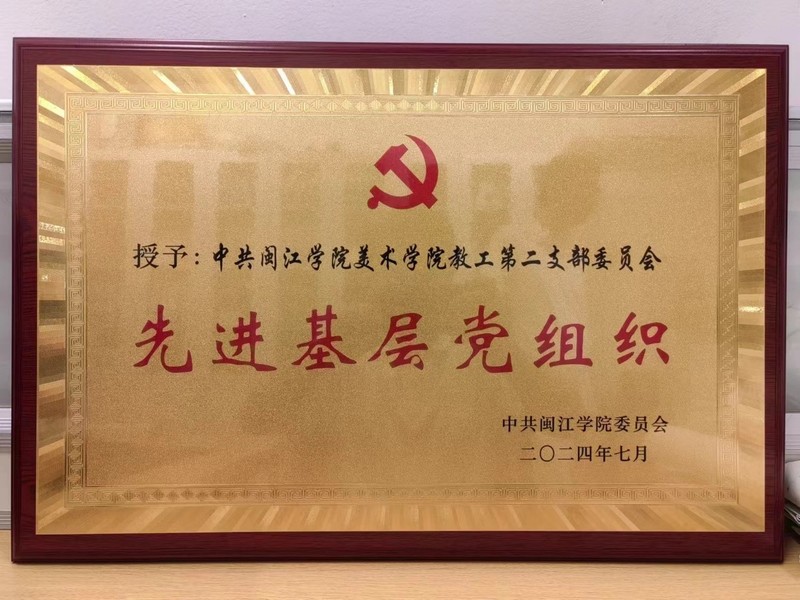 授予：中共闽江学院美术学院教工第二支部委员会
先进基层党组织
中共闽江学院委员会
二〇二四年七月